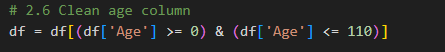 # 2.6 Clean age column
df = df[(df['Age'] >= 0) & (df['Age'] <= 110)]